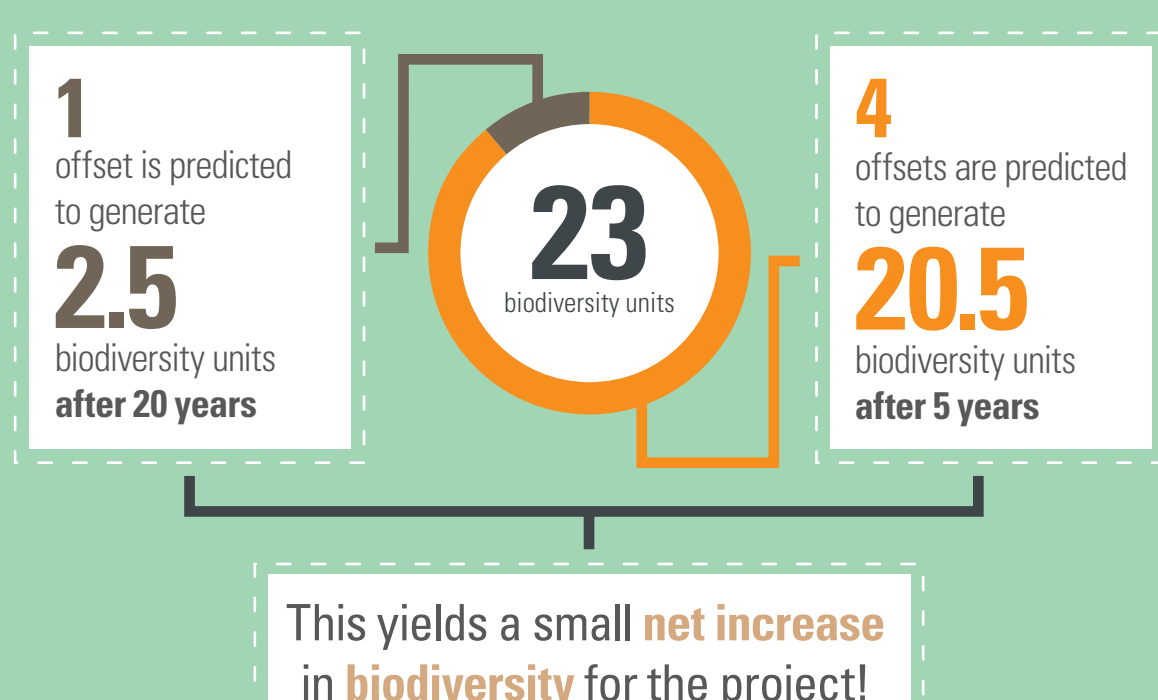 1
offset is predicted
to generate
2.5
biodiversity units
after 20 years
23
biodiversity units
4
offsets are predicted
to generate
20.5
biodiversity units
after 5 years
This yields a small net increase
in biodiversity for the project!